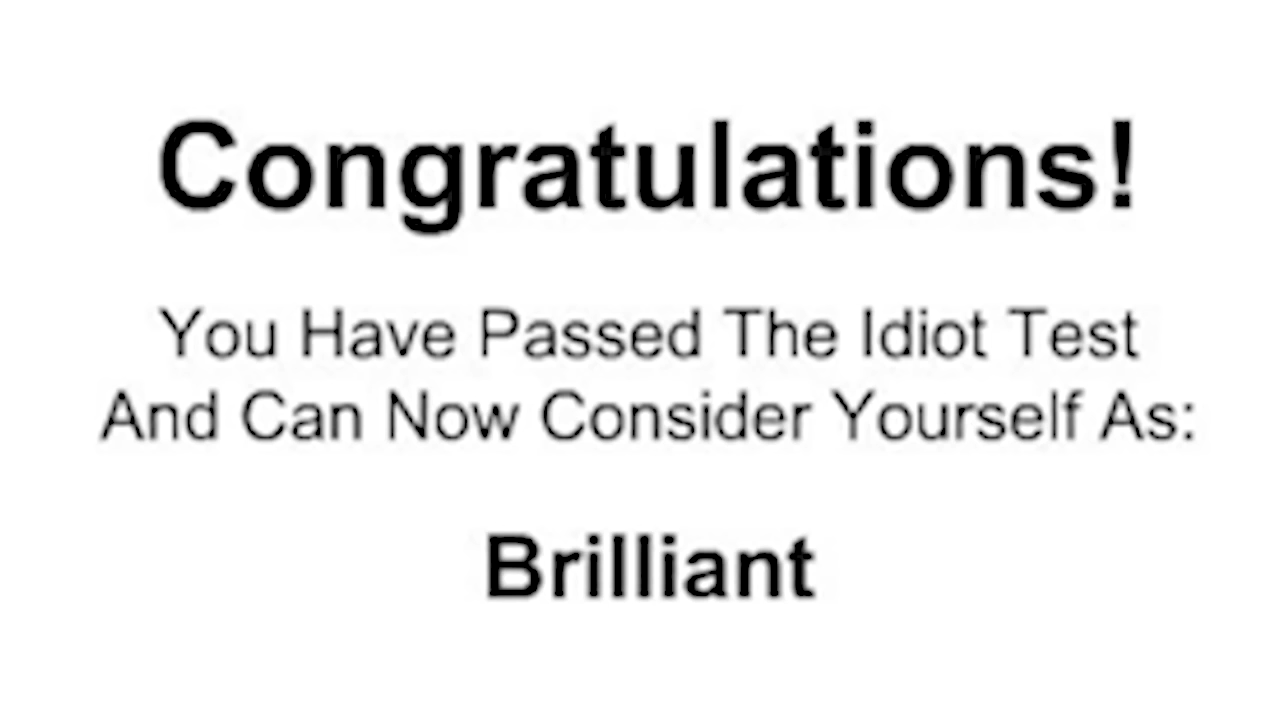 Congratulations!
You Have Passed The Idiot Test
And Can Now Consider Yourself As:
Brilliant